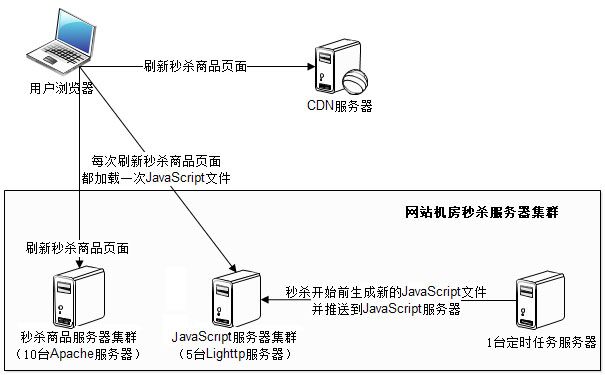 刷新秒杀商品页面
用户浏览器
CDN服务器
每次刷新秒杀商品页面
都加载一次JavaScript文件
网站机房秒杀服务器集群
刷新秒杀商品页面
秒杀开始前生成新的JavaScript文件
并推送到JavaScript服务器
秒杀商品服务器集群
（10台Apache服务器）
JavaScript服务器集群
（5台Lighttp服务器）
1台定时任务服务器